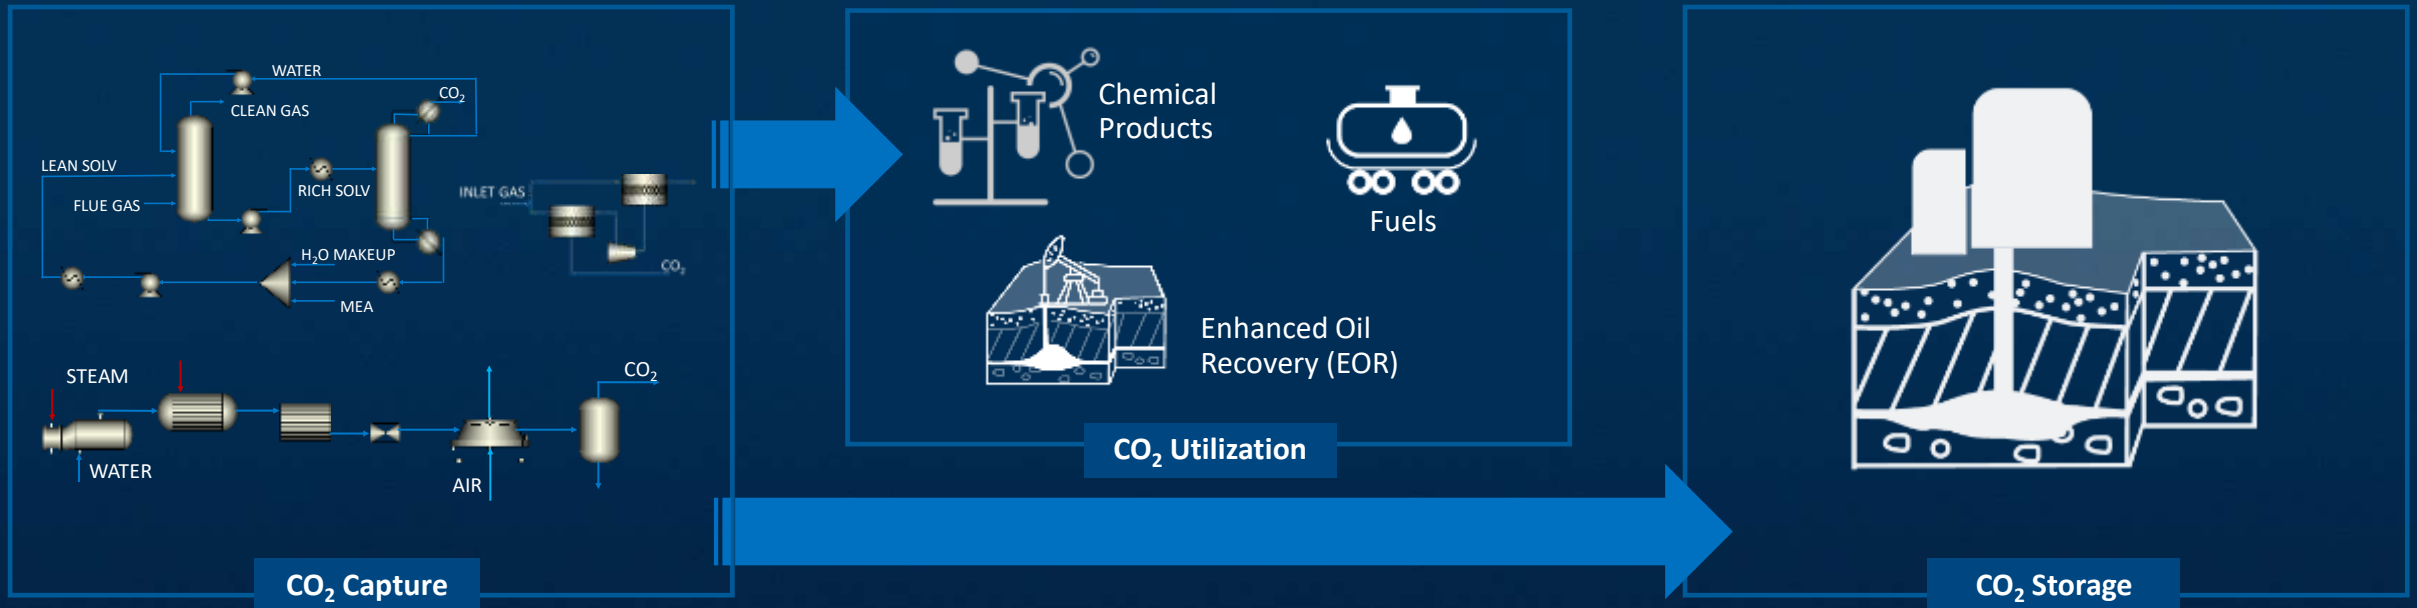 WATER
CO₂
CLEAN GAS
LEAN SOLV
RICH SOLV
FLUE GAS
INLET GAS
H₂O MAKEUP
CO₂
MEA
STEAM
CO₂
WATER
AIR
CO₂ Capture
Chemical
Products
Fuels
Enhanced Oil
Recovery (EOR)
CO₂ Utilization
CO₂ Storage